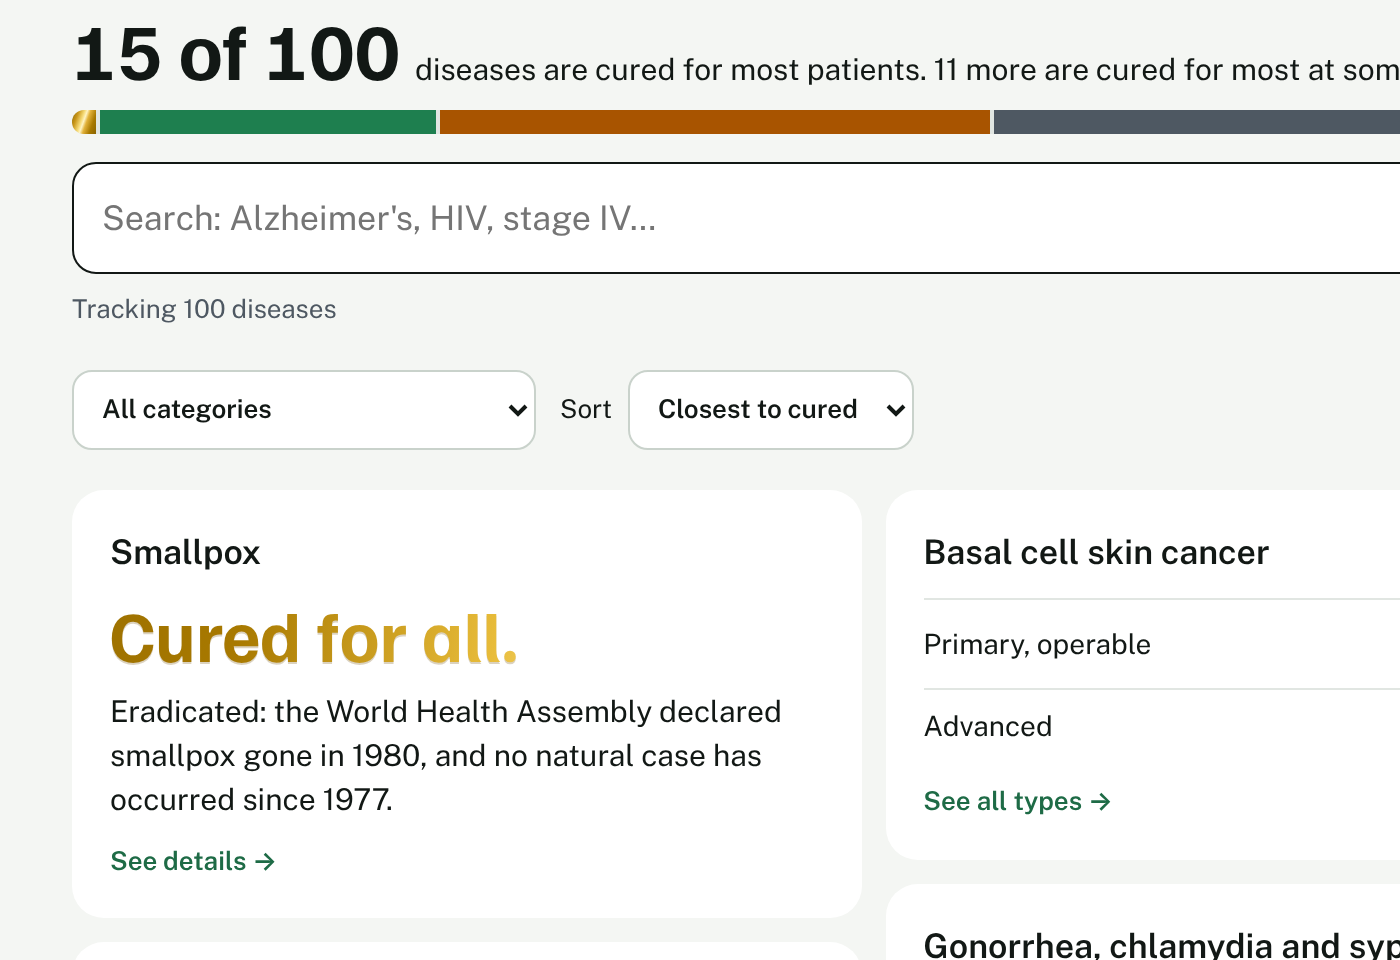 15 of 100 diseases are cured for most patients. 11 more are cured for most at som
Search: Alzheimer's, HIV, stage IV...
Tracking 100 diseases
All categories
Sort
Closest to cured
Smallpox
Cured for all.
Eradicated: the World Health Assembly declared
smallpox gone in 1980, and no natural case has
occurred since 1977.
See details →
Basal cell skin cancer
Primary, operable
Advanced
See all types →
Gonorrhea, chlamydia and syp